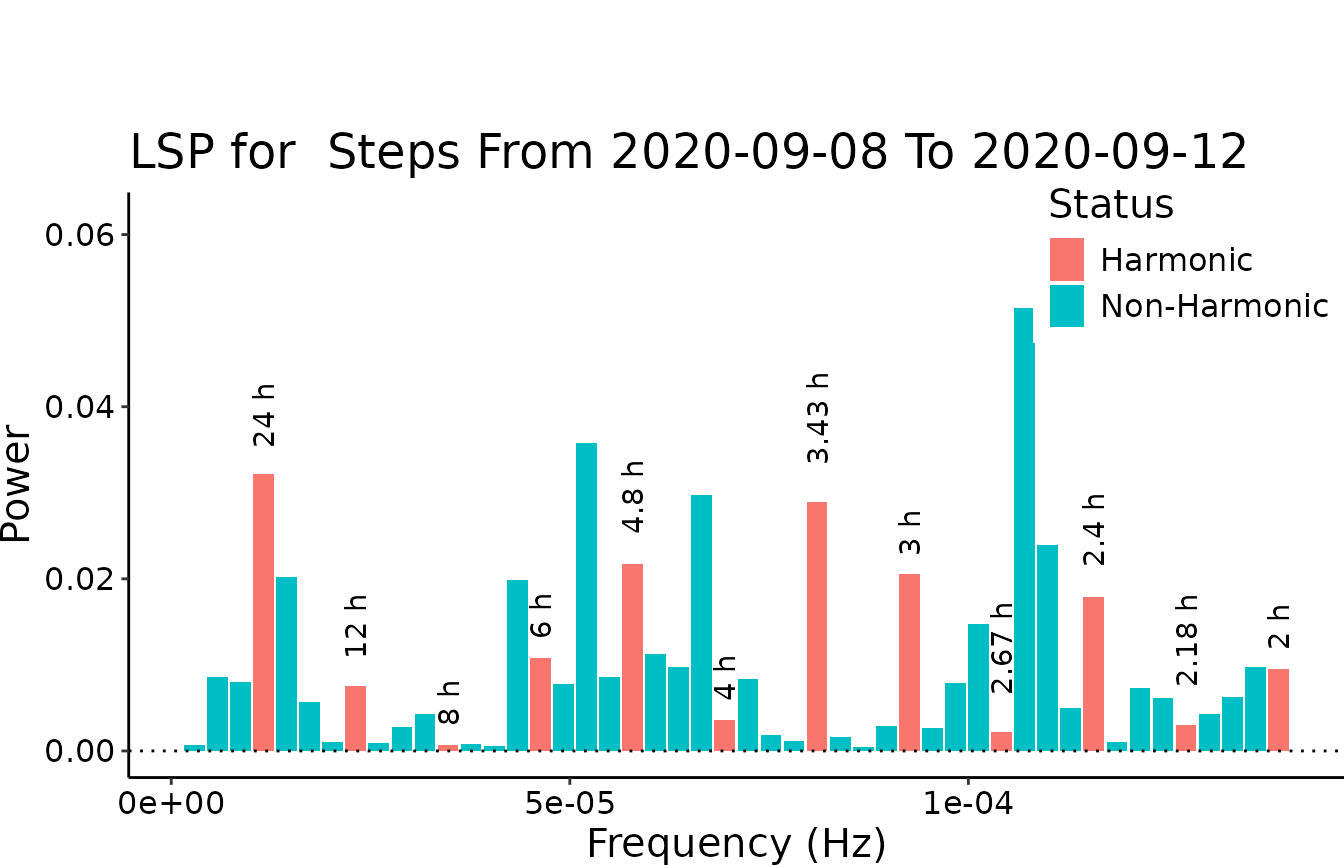 LSP for  Steps From 2020-09-08 To 2020-09-12
Status
Harmonic
Non-Harmonic
Power
0.06
0.04
0.02
0.00
24 h
12 h
8 h
6 h
4.8 h
4 h
3.43 h
3 h
2.67 h
2.4 h
2.18 h
2 h
0e+00
5e-05
1e-04
Frequency (Hz)